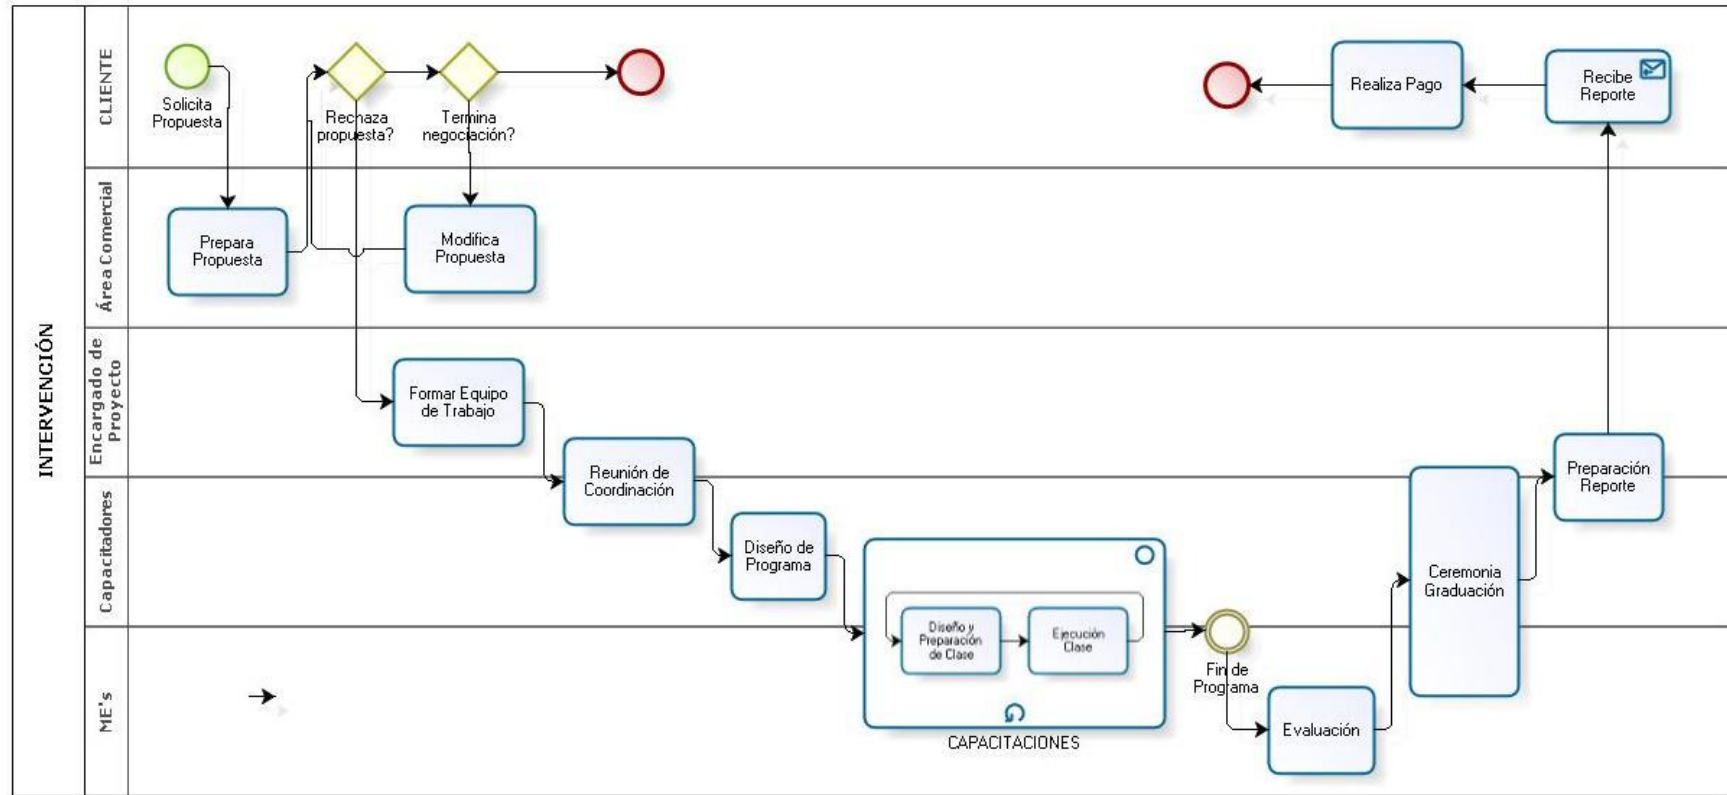 INTERVENCIÓN
CLIENTE
Solicita
Propuesta
Rechaza
propuesta?
Termina
negociación?
Realiza Pago
Recibe
Reporte
Área Comercial
Prepara
Propuesta
Modifica
Propuesta
Encargado de
Proyecto
Formar Equipo
de Trabajo
Reunión de
Coordinación
Preparación
Reporte
Capacitadores
Diseño de
Programa
Ceremonia
Graduación
Diseño y
Preparación
de Clase
Ejecución
Clase
CAPACITACIONES
ME's
Fin de
Programa
Evaluación